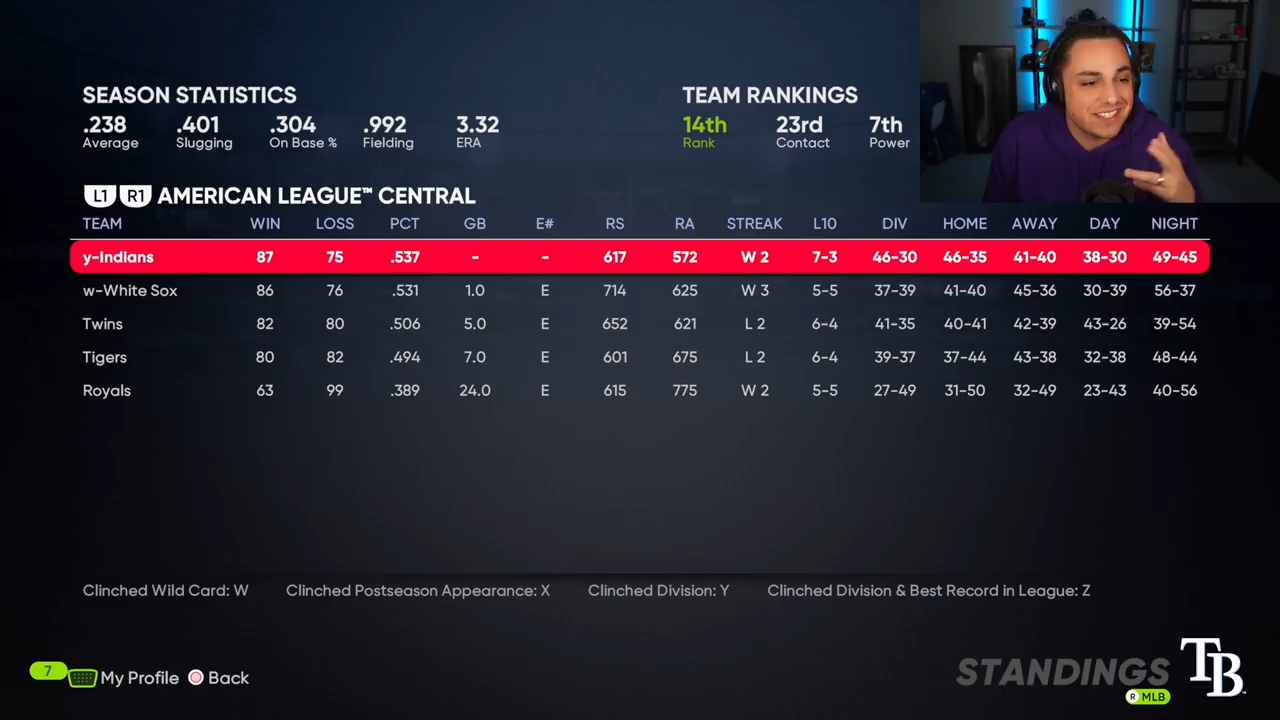 SEASON STATISTICS
.238 .401 .304 .992 3.32
Average Slugging On Base % Fielding ERA
TEAM RANKINGS
14th 23rd 7th
Rank Contact Power
L1 R1 AMERICAN LEAGUE™ CENTRAL
TEAM WIN LOSS PCT GB E# RS RA STREAK L10 DIV HOME AWAY DAY NIGHT
y-Indians 87 75 .537 - - 617 572 W 2 7-3 46-30 46-35 41-40 38-30 49-45
w-White Sox 86 76 .531 1.0 E 714 625 W 3 5-5 37-39 41-40 45-36 30-39 56-37
Twins 82 80 .506 5.0 E 652 621 L 2 6-4 41-35 40-41 42-39 43-26 39-54
Tigers 80 82 .494 7.0 E 601 675 L 2 6-4 39-37 37-44 43-38 32-38 48-44
Royals 63 99 .389 24.0 E 615 775 W 2 5-5 27-49 31-50 32-49 23-43 40-56
Clinched Wild Card: W Clinched Postseason Appearance: X Clinched Division: Y Clinched Division & Best Record in League: Z
7 My Profile Back
STANDINGS TB
R MLB